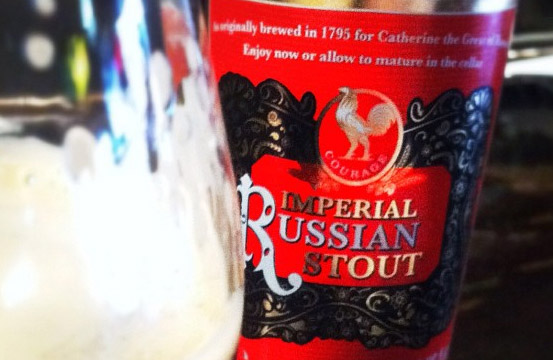 originally brewed in 1795 for Catherine the Great of
Enjoy now or allow to mature in the cellar
COURAGE
IMPERIAL
RUSSIAN
STOUT